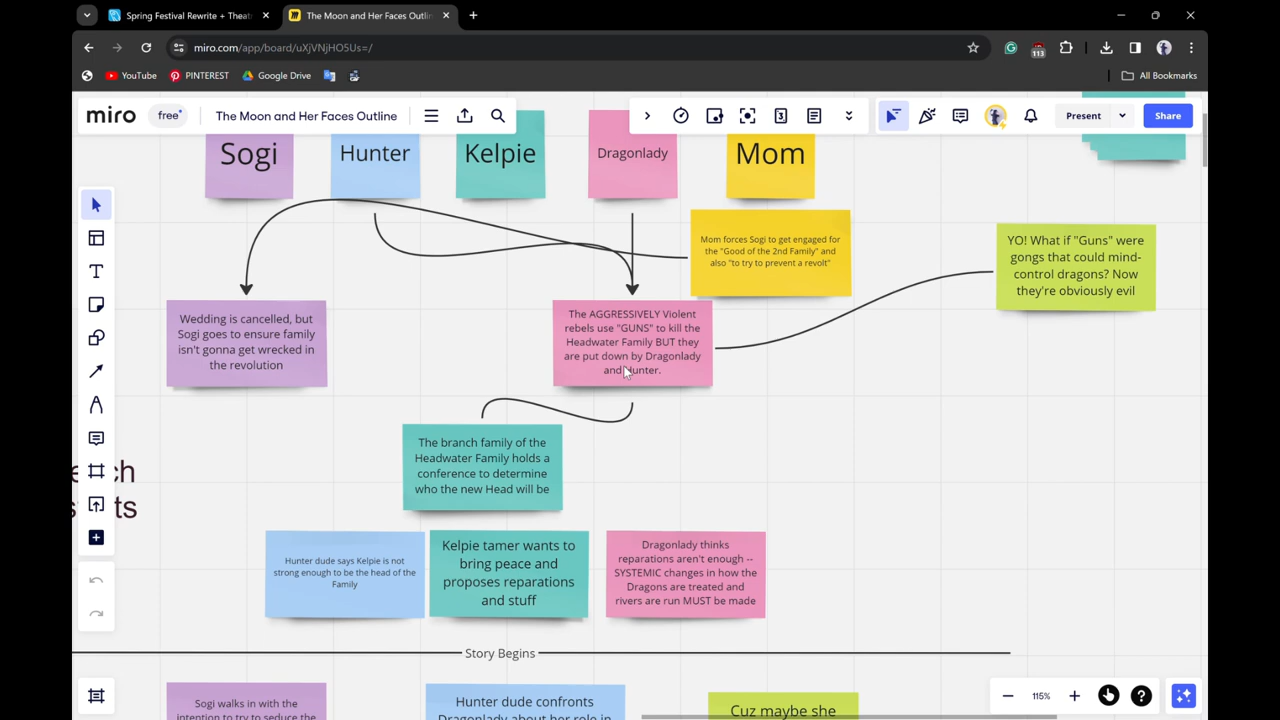 Spring Festival Rewrite + Theat
The Moon and Her Faces Outlin
miro.com/app/board/uXjVNjHO5Us=/
113
YouTube
PINTEREST
Google Drive
All Bookmarks
miro
free
The Moon and Her Faces Outline
3
Present
Share
Sogi
Hunter
Kelpie
Dragonlady
Mom
Mom forces Sogi to get engaged for
the "Good of the 2nd Family" and
also "to try to prevent a revolt"
YO! What if "Guns" were
gongs that could mind-
control dragons? Now
they're obviously evil
Wedding is cancelled, but
Sogi goes to ensure family
isn't gonna get wrecked in
the revolution
The AGGRESSIVELY Violent
rebels use "GUNS" to kill the
Headwater Family BUT they
are put down by Dragonlady
and Hunter.
The branch family of the
Headwater Family holds a
conference to determine
who the new Head will be
Hunter dude says Kelpie is not
strong enough to be the head of the
Family
Kelpie tamer wants to
bring peace and
proposes reparations
and stuff
Dragonlady thinks
reparations aren't enough --
SYSTEMIC changes in how the
Dragons are treated and
rivers are run MUST be made
Story Begins
Sogi walks in with the
intention to try to seduce the
Hunter dude confronts
Dragonlady about her role in
Cuz maybe she
115%